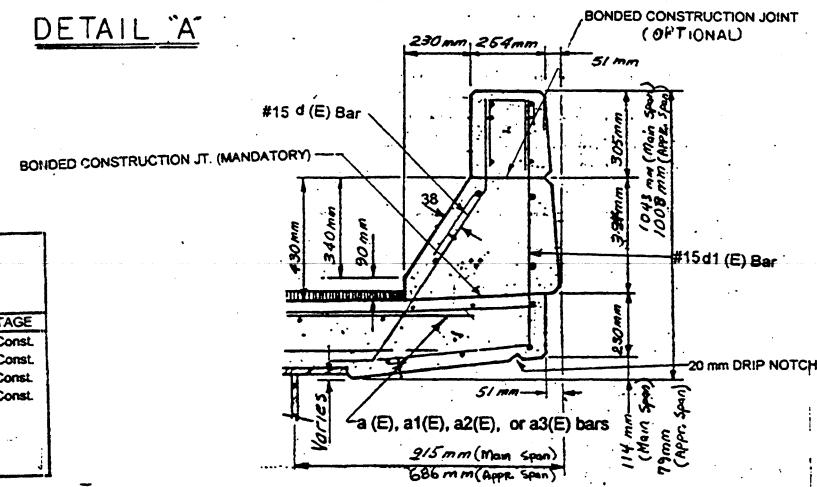 DETAIL "A"
230 mm
254mm
BONDED CONSTRUCTION JOINT
(OPTIONAL)
51 mm
#15 d (E) Bar
BONDED CONSTRUCTION JT. (MANDATORY)
38
430mm
340mm
90mm
305mm
1043 mm (Main Span)
1008 mm (Appr. Span)
#15 d1 (E) Bar
230mm
20 mm DRIP NOTCH
51 mm
114 mm
(Main Span)
79mm
(Appr. Span)
Varies
a (E), a1(E), a2(E), or a3(E) bars
915 mm (Main Span)
686 mm (Appr. Span)
TAGE
Const.
Const.
Const.
Const.